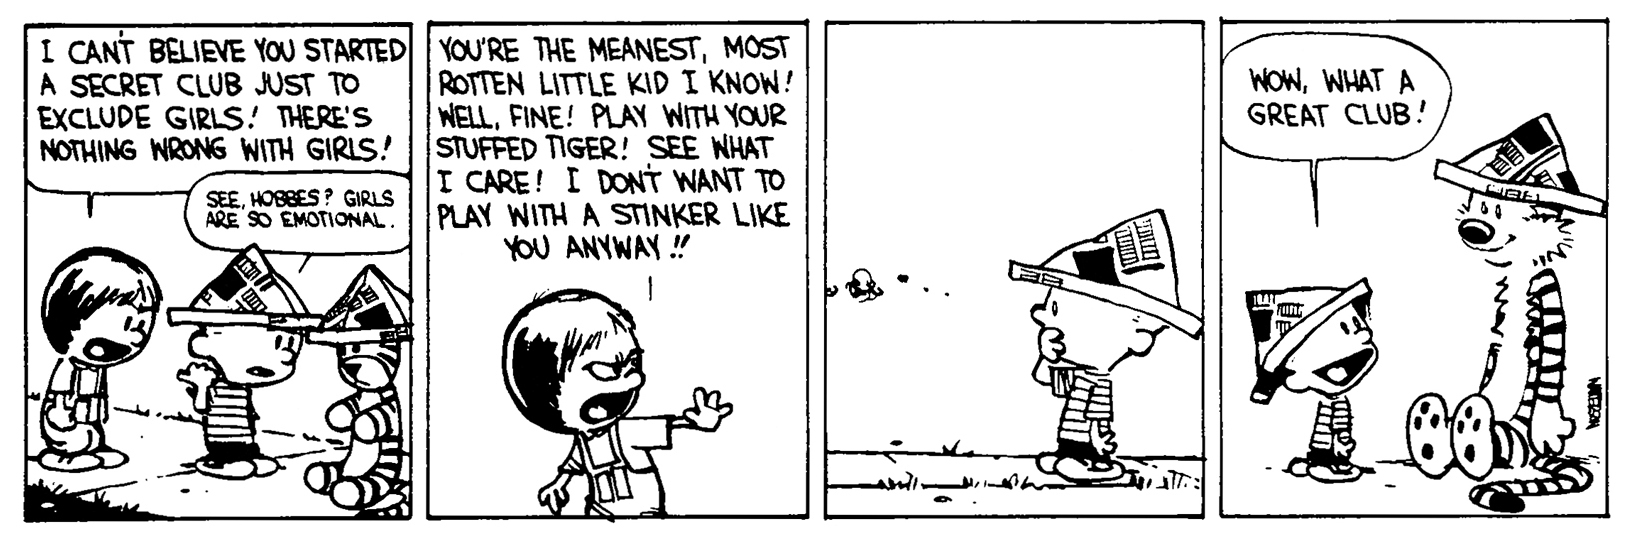 I CAN'T BELIEVE YOU STARTED
A SECRET CLUB JUST TO
EXCLUDE GIRLS! THERE'S
NOTHING WRONG WITH GIRLS!
SEE, HOBBES? GIRLS
ARE SO EMOTIONAL.
YOU'RE THE MEANEST, MOST
ROTTEN LITTLE KID I KNOW!
WELL, FINE! PLAY WITH YOUR
STUFFED TIGER! SEE WHAT
I CARE! I DON'T WANT TO
PLAY WITH A STINKER LIKE
YOU ANYWAY!!
WOW, WHAT A
GREAT CLUB!
WATTERSON